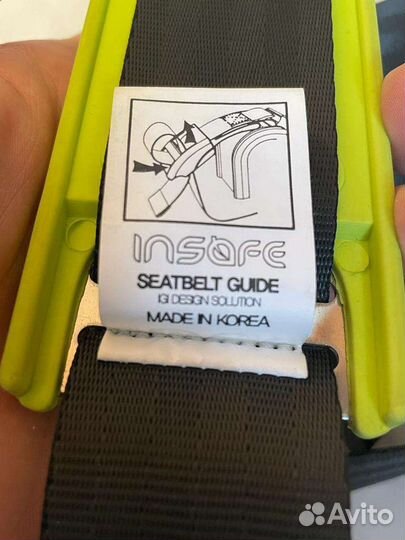 INSAFE
SEATBELT GUIDE
IGI DESIGN SOLUTION
MADE IN KOREA
Avito